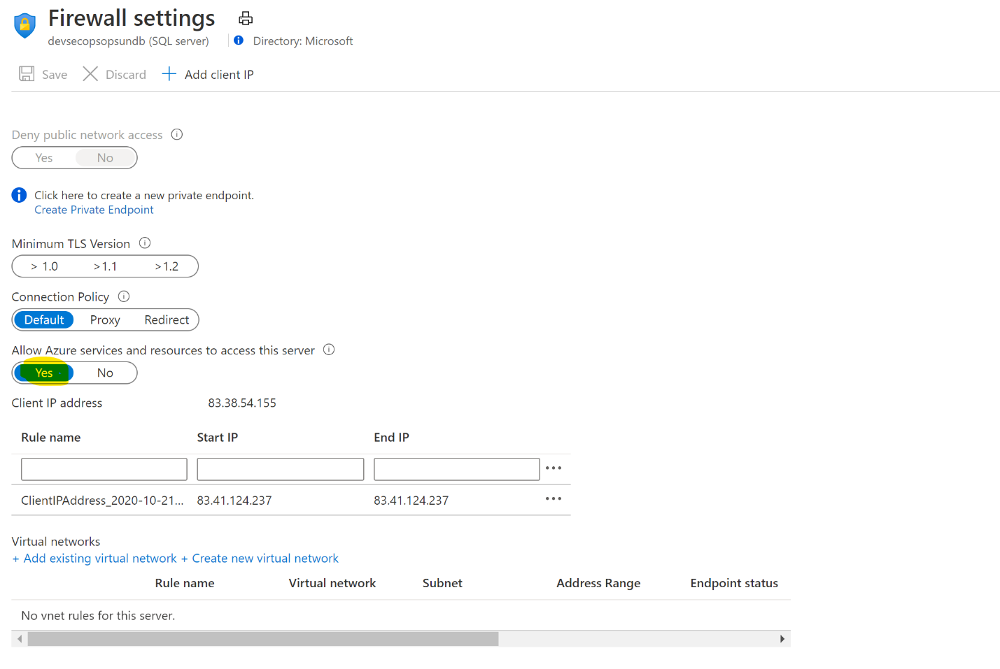 Firewall settings
devsecopsopsundb (SQL server)
Directory: Microsoft
Save Discard Add client IP
Deny public network access
Yes No
Click here to create a new private endpoint.
Create Private Endpoint
Minimum TLS Version
> 1.0 >1.1 >1.2
Connection Policy
Default Proxy Redirect
Allow Azure services and resources to access this server
Yes No
Client IP address 83.38.54.155
Rule name Start IP End IP
ClientIPAddress_2020-10-21... 83.41.124.237 83.41.124.237
Virtual networks
+ Add existing virtual network + Create new virtual network
Rule name Virtual network Subnet Address Range Endpoint status
No vnet rules for this server.